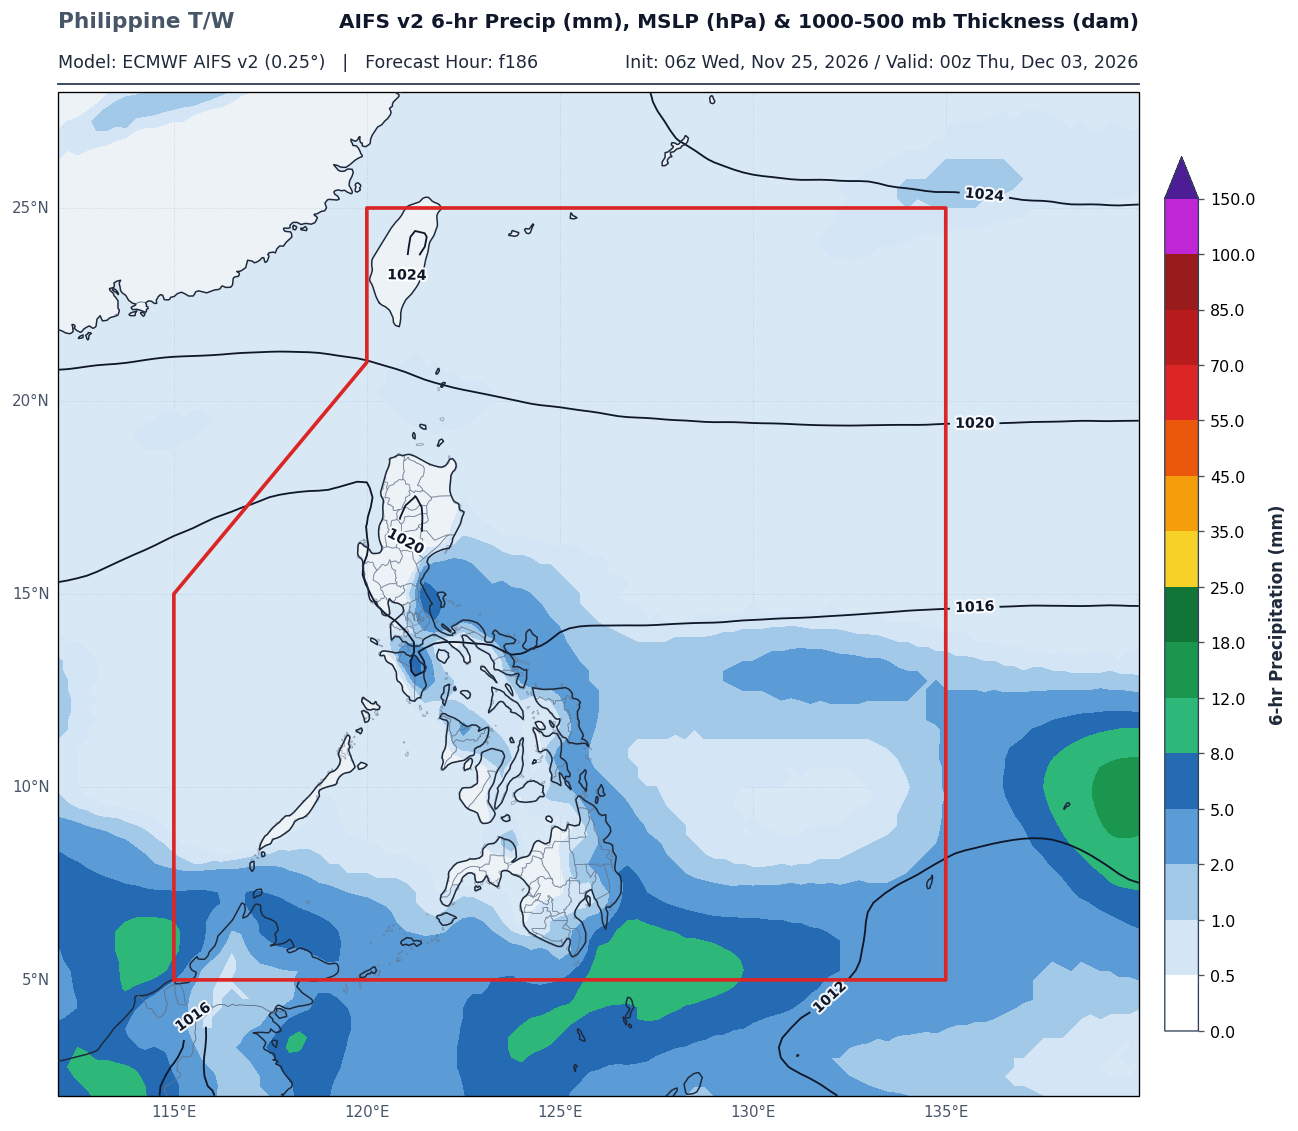 Philippine T/W
AIFS v2 6-hr Precip (mm), MSLP (hPa) & 1000-500 mb Thickness (dam)
Model: ECMWF AIFS v2 (0.25°) | Forecast Hour: f186
Init: 06z Wed, Nov 25, 2026 / Valid: 00z Thu, Dec 03, 2026
1024
25°N
1024
20°N
1020
1020
15°N
1016
10°N
5°N
1012
1016
115°E
120°E
125°E
130°E
135°E
150.0
100.0
85.0
70.0
55.0
45.0
35.0
25.0
18.0
12.0
8.0
5.0
2.0
1.0
0.5
0.0
6-hr Precipitation (mm)